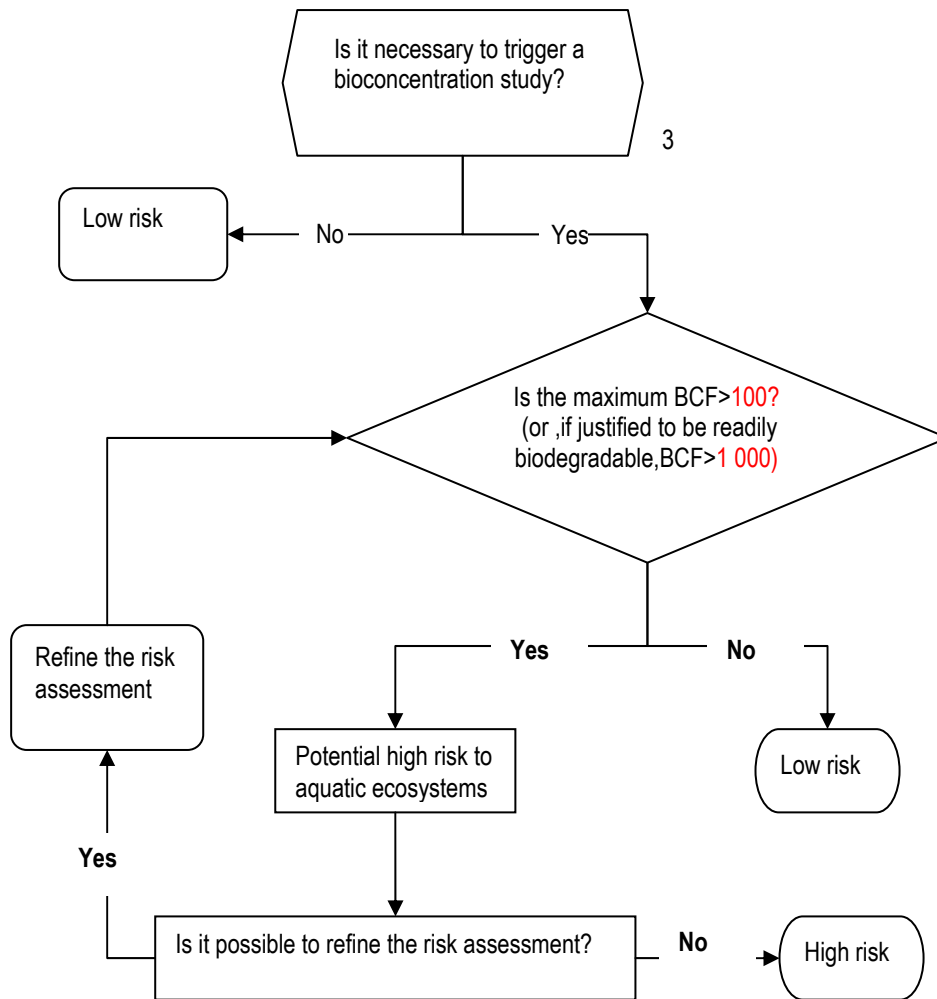 Is it necessary to trigger a
bioconcentration study?
3
Low risk
No
Yes
Is the maximum BCF>100?
(or ,if justified to be readily
biodegradable,BCF>1 000)
Refine the risk
assessment
Yes
No
Potential high risk to
aquatic ecosystems
Low risk
Yes
Is it possible to refine the risk assessment?
No
High risk